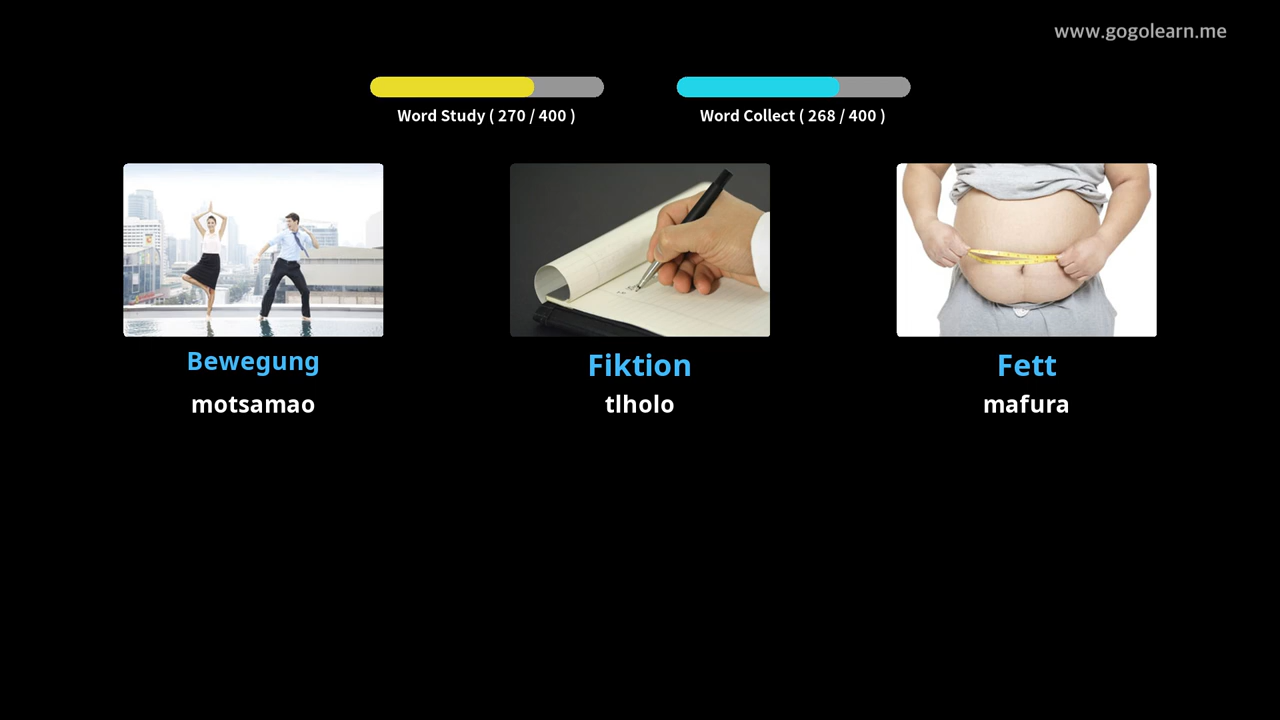 www.gogolearn.me
Word Study ( 270 / 400 )
Word Collect ( 268 / 400 )
Bewegung
motsamao
Fiktion
tlholo
Fett
mafura